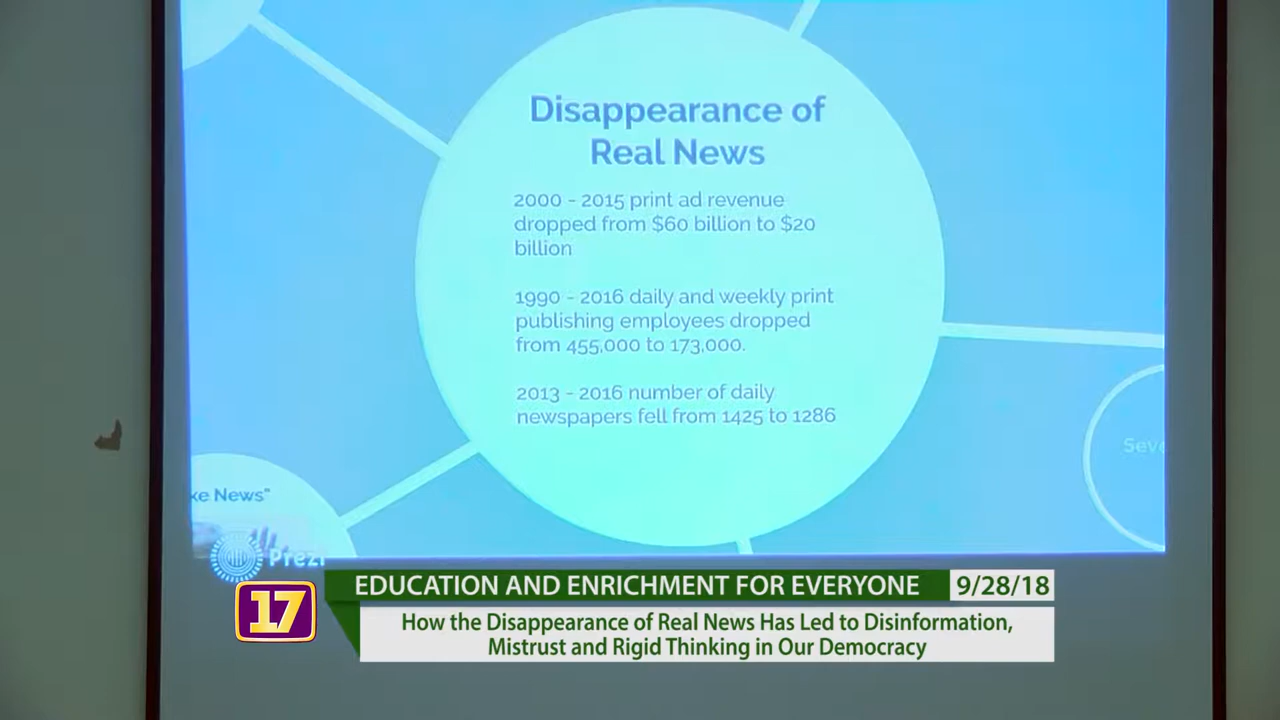 Disappearance of
Real News
2000 - 2015 print ad revenue
dropped from $60 billion to $20
billion
1990 - 2016 daily and weekly print
publishing employees dropped
from 455,000 to 173,000.
2013 - 2016 number of daily
newspapers fell from 1425 to 1286
Seve
ke News"
Prezi
17
EDUCATION AND ENRICHMENT FOR EVERYONE
9/28/18
How the Disappearance of Real News Has Led to Disinformation,
Mistrust and Rigid Thinking in Our Democracy